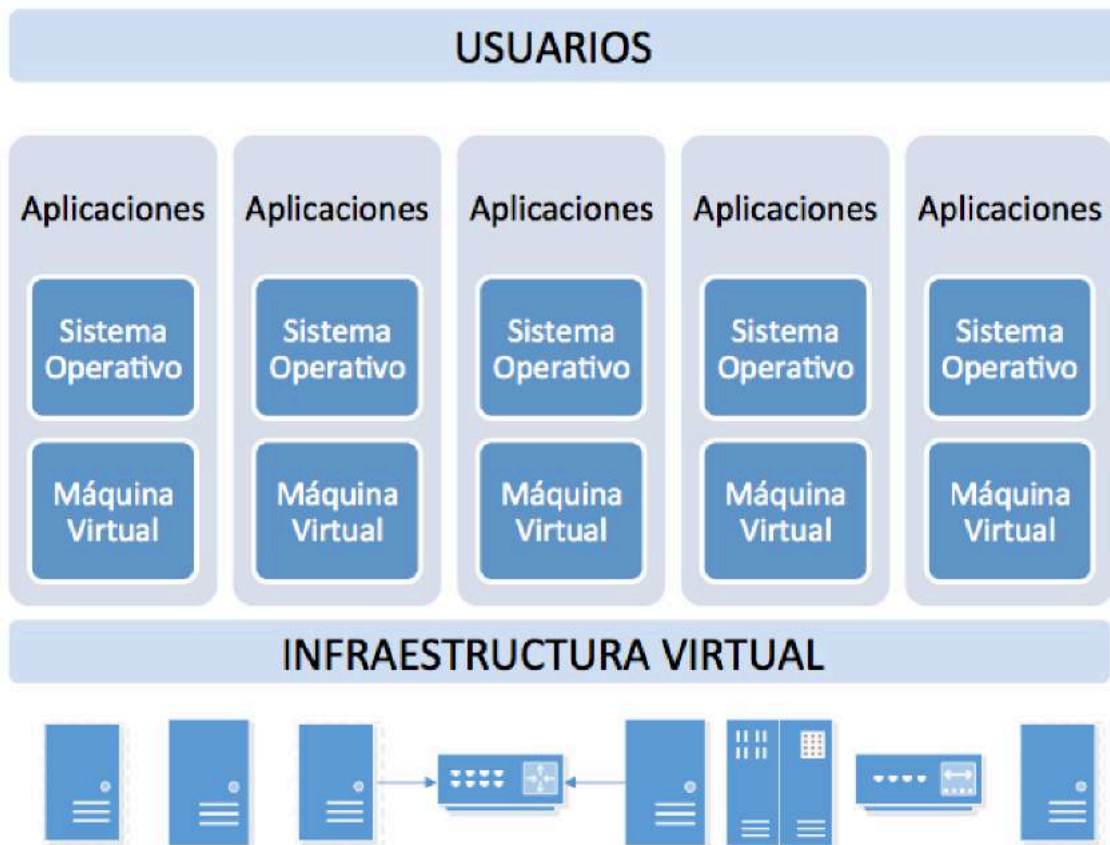 USUARIOS
Aplicaciones
Aplicaciones
Aplicaciones
Aplicaciones
Aplicaciones
Sistema
Operativo
Sistema
Operativo
Sistema
Operativo
Sistema
Operativo
Sistema
Operativo
Máquina
Virtual
Máquina
Virtual
Máquina
Virtual
Máquina
Virtual
Máquina
Virtual
INFRAESTRUCTURA VIRTUAL